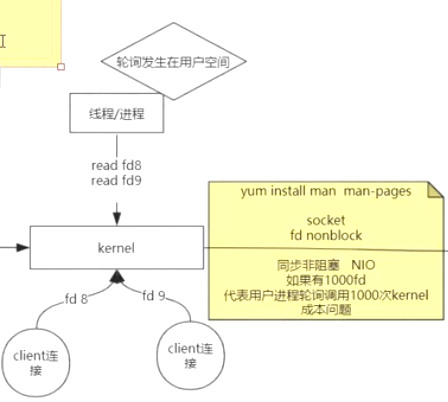 轮词发生在用户空间
线程/进程
read fd8
read fd9
kernel
fd 8
fd 9
client连
接
client连
接
yum install man man-pages
socket
fd nonblock
同步非阻塞 NIO
如果有1000fd
代表用户进程轮词调用1000次kernel
成本问题